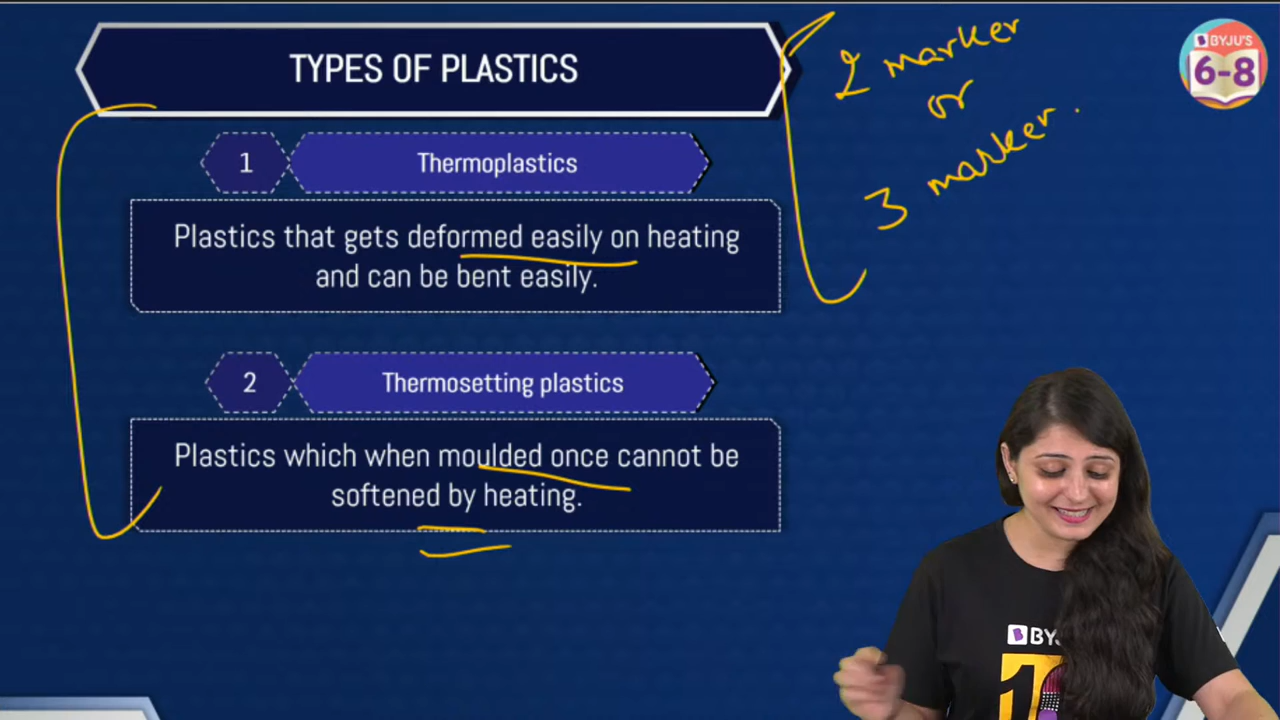 TYPES OF PLASTICS
2 marker
or
3 marker.
BYJU'S
6-8
1
Thermoplastics
Plastics that gets deformed easily on heating
and can be bent easily.
2
Thermosetting plastics
Plastics which when moulded once cannot be
softened by heating.
BYJ